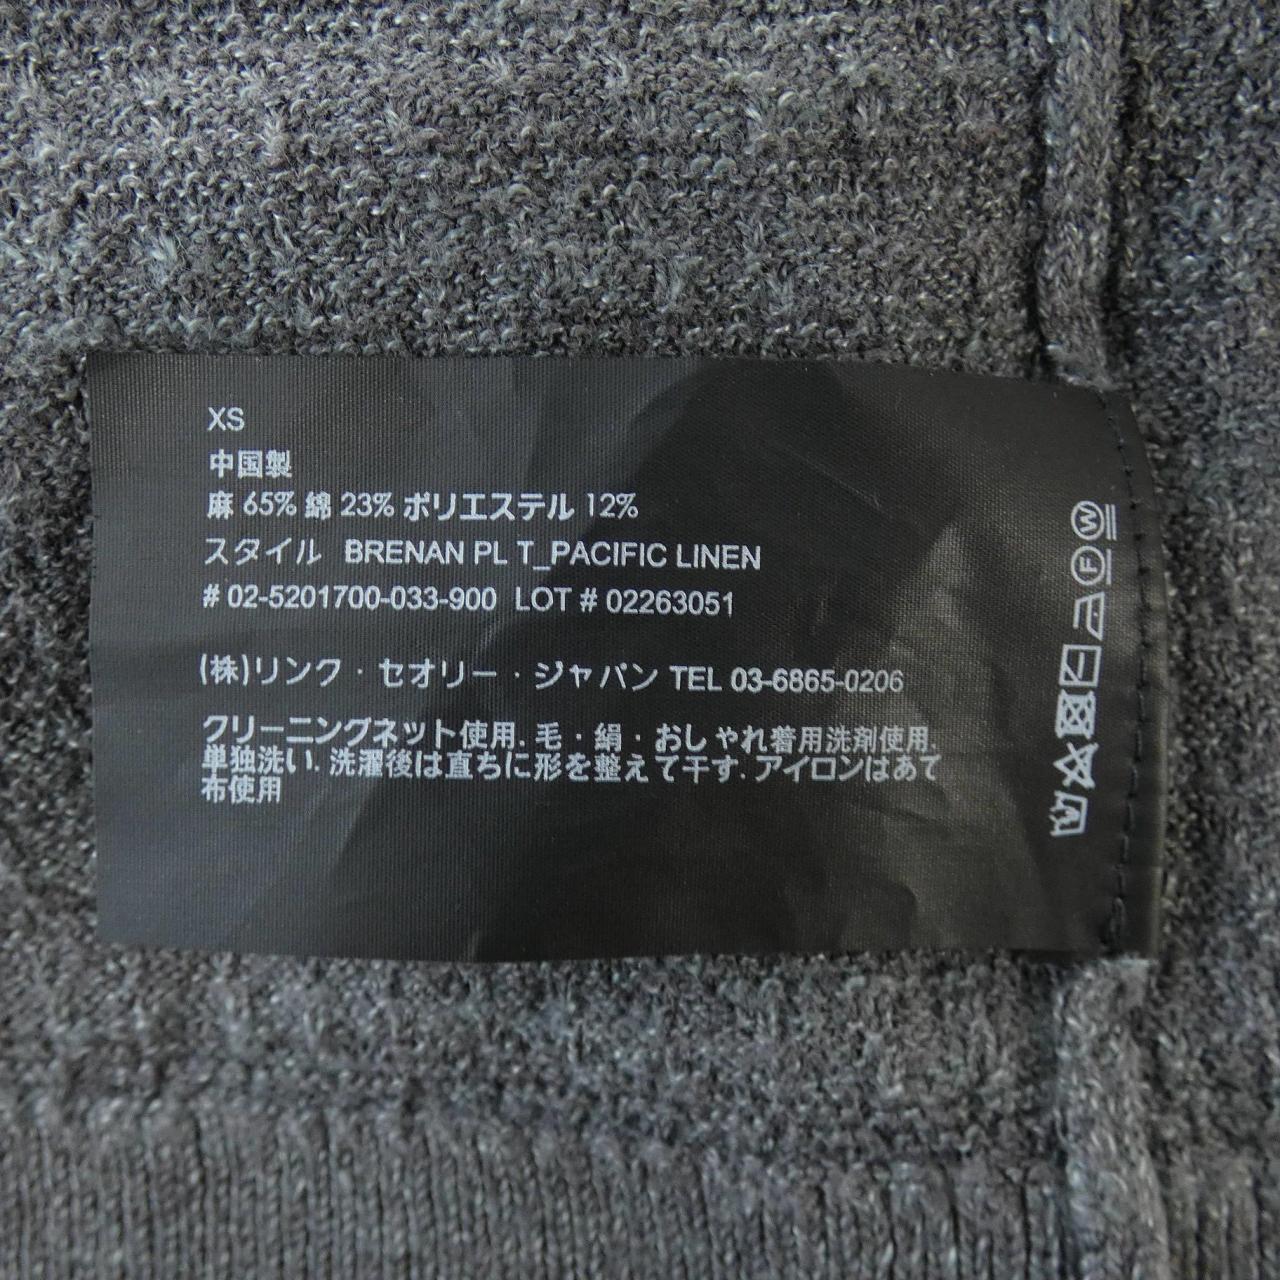 XS
中国製
麻 65% 綿 23% ポリエステル 12%
スタイル BRENAN PL T_PACIFIC LINEN
# 02-5201700-033-900 LOT # 02263051
(株)リンク・セオリー・ジャパン TEL 03-6865-0206
クリーニングネット使用. 毛・絹・おしゃれ着用洗剤使用.
単独洗い. 洗濯後は直ちに形を整えて干す. アイロンはあて
布使用
W
F